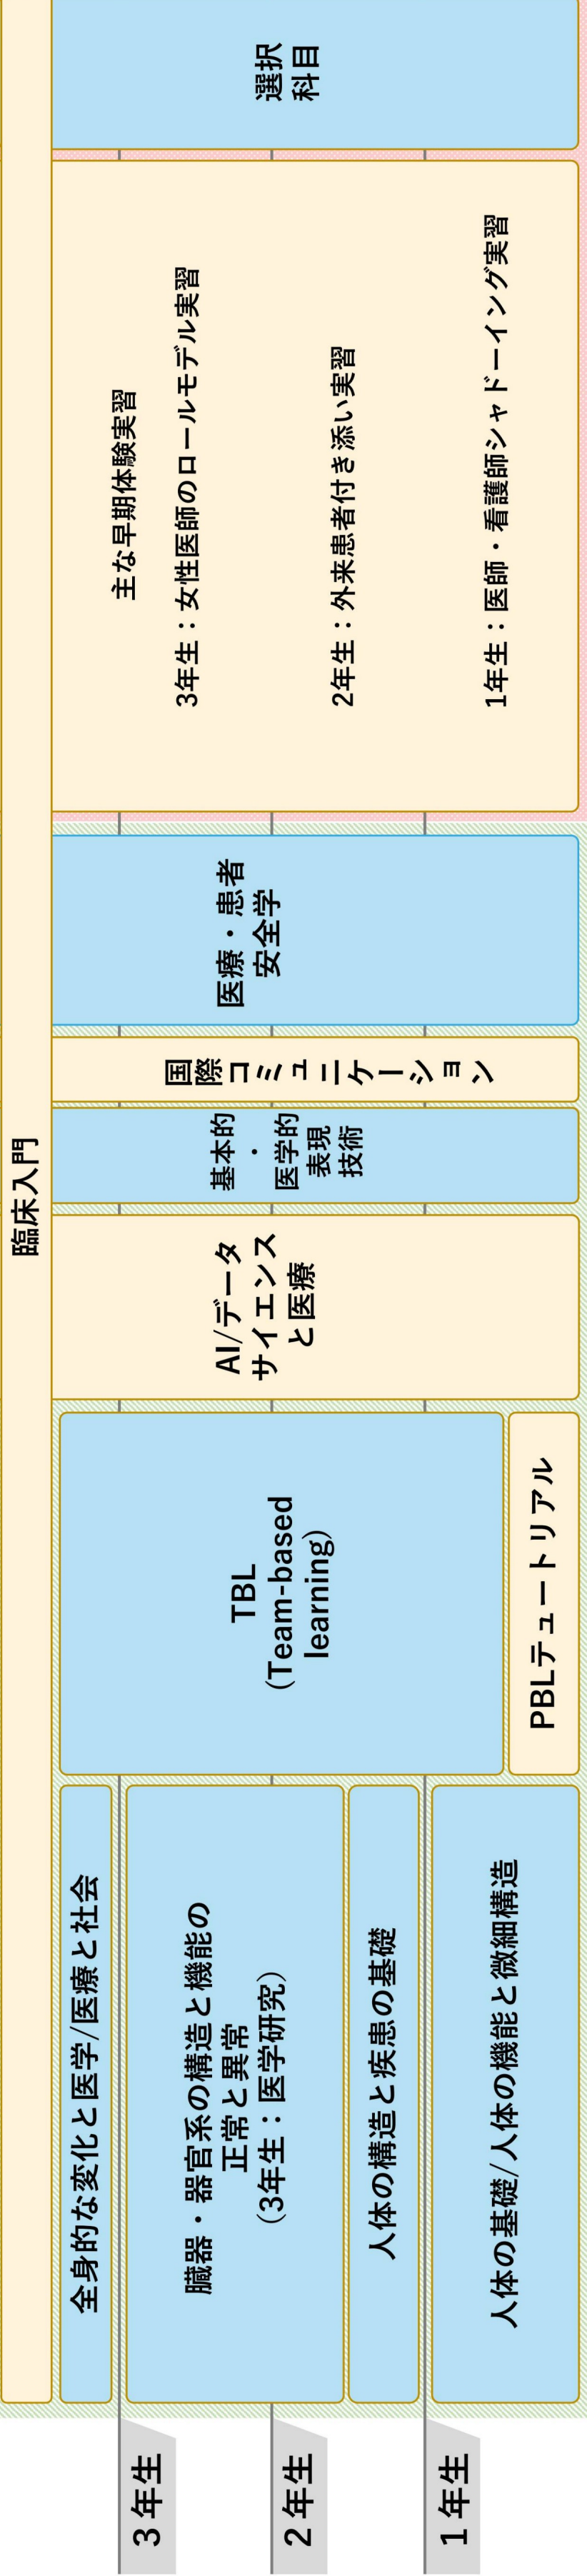 臨床入門
3年生
2年生
1年生
全身的な変化と医学/医療と社会
臓器・器官系の構造と機能の
正常と異常
（3年生：医学研究）
人体の構造と疾患の基礎
人体の基礎/人体の機能と微細構造
TBL
（Team-based
learning）
PBLテュートリアル
AI/データ
サイエンス
と医療
基本的
・
医学的
表現
技術
国際コミュニケーション
医療・患者
安全学
主な早期体験実習
3年生：女性医師のロールモデル実習
2年生：外来患者付き添い実習
1年生：医師・看護師シャドーイング実習
選択
科目